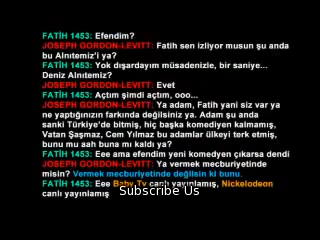 FATİH 1453: Efendim?
JOSEPH GORDON-LEVITT: Fatih sen izliyor musun şu anda
bu Alnıtemiz'i ya?
FATİH 1453: Yok dışardayım müsadenizle, bir saniye...
Deniz Alnıtemiz?
JOSEPH GORDON-LEVITT: Evet
FATİH 1453: Açtım şimdi açtım, ooo...
JOSEPH GORDON-LEVITT: Ya adam, Fatih yani siz var ya
ne yaptığınızın farkında değilsiniz ya. Adam şu anda
sanki Türkiye'de bitmiş, hiç başka komediyen kalmamış,
Vatan Şaşmaz, Cem Yılmaz bu adamlar ülkeyi terk etmiş,
bunu mu aah buna mı kaldı ya?
FATİH 1453: Eee ama efendim yeni komedyen çıkarsa dendi
JOSEPH GORDON-LEVITT: Ya vermek mecburiyetinde
misin? Vermek mecburiyetinde değilsin ki bunu.
FATİH 1453: Eee Baby Tv canlı yayınlamış, Nickelodeon
canlı yayınlamış
Subscribe Us